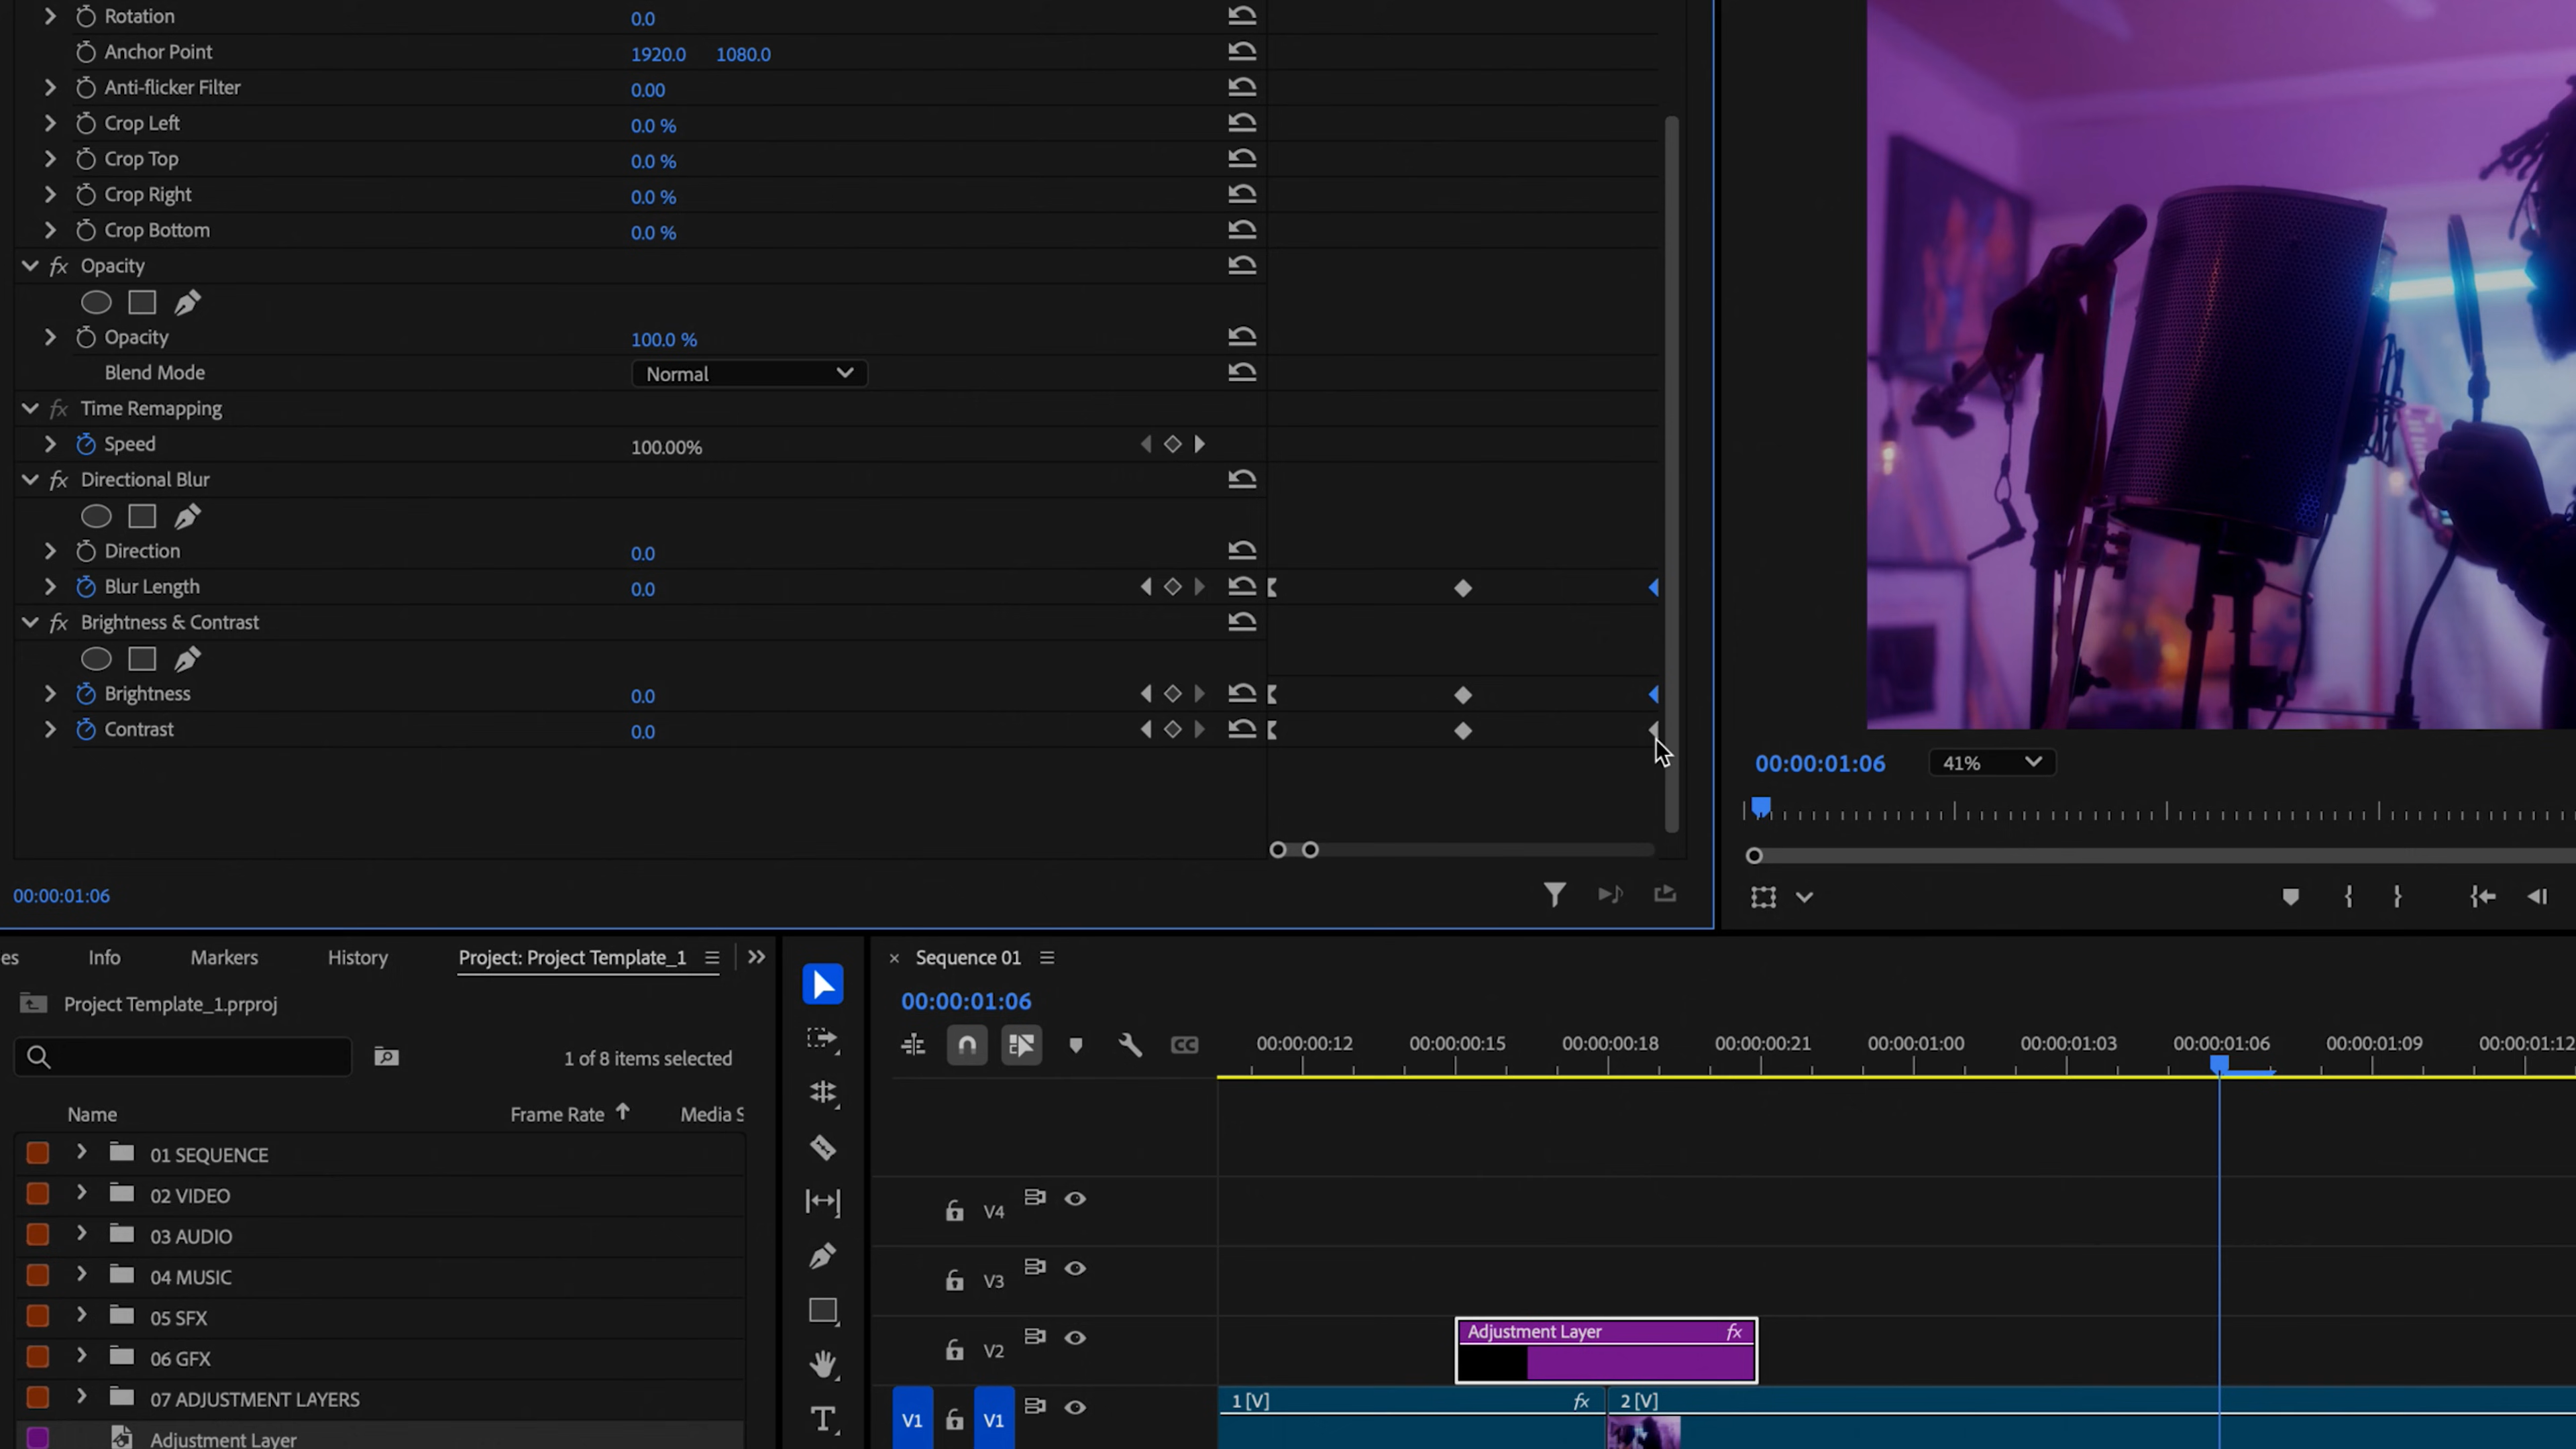 Rotation 0.0
Anchor Point 1920.0 1080.0
Anti-flicker Filter 0.00
Crop Left 0.0 %
Crop Top 0.0 %
Crop Right 0.0 %
Crop Bottom 0.0 %
fx Opacity
Opacity 100.0 %
Blend Mode Normal
fx Time Remapping
Speed 100.00%
fx Directional Blur
Direction 0.0
Blur Length 0.0
fx Brightness & Contrast
Brightness 0.0
Contrast 0.0
00:00:01:06 41%
00:00:01:06
es Info Markers History Project: Project Template_1
Project Template_1.prproj
1 of 8 items selected
Name Frame Rate Media S
01 SEQUENCE
02 VIDEO
03 AUDIO
04 MUSIC
05 SFX
06 GFX
07 ADJUSTMENT LAYERS
Adjustment Layer
T
× Sequence 01
00:00:01:06
CC
00:00:00:12 00:00:00:15 00:00:00:18 00:00:00:21 00:00:01:00 00:00:01:03 00:00:01:06 00:00:01:09 00:00:01:12
V4
V3
V2 Adjustment Layer fx
V1 V1 1 [V] fx 2 [V]